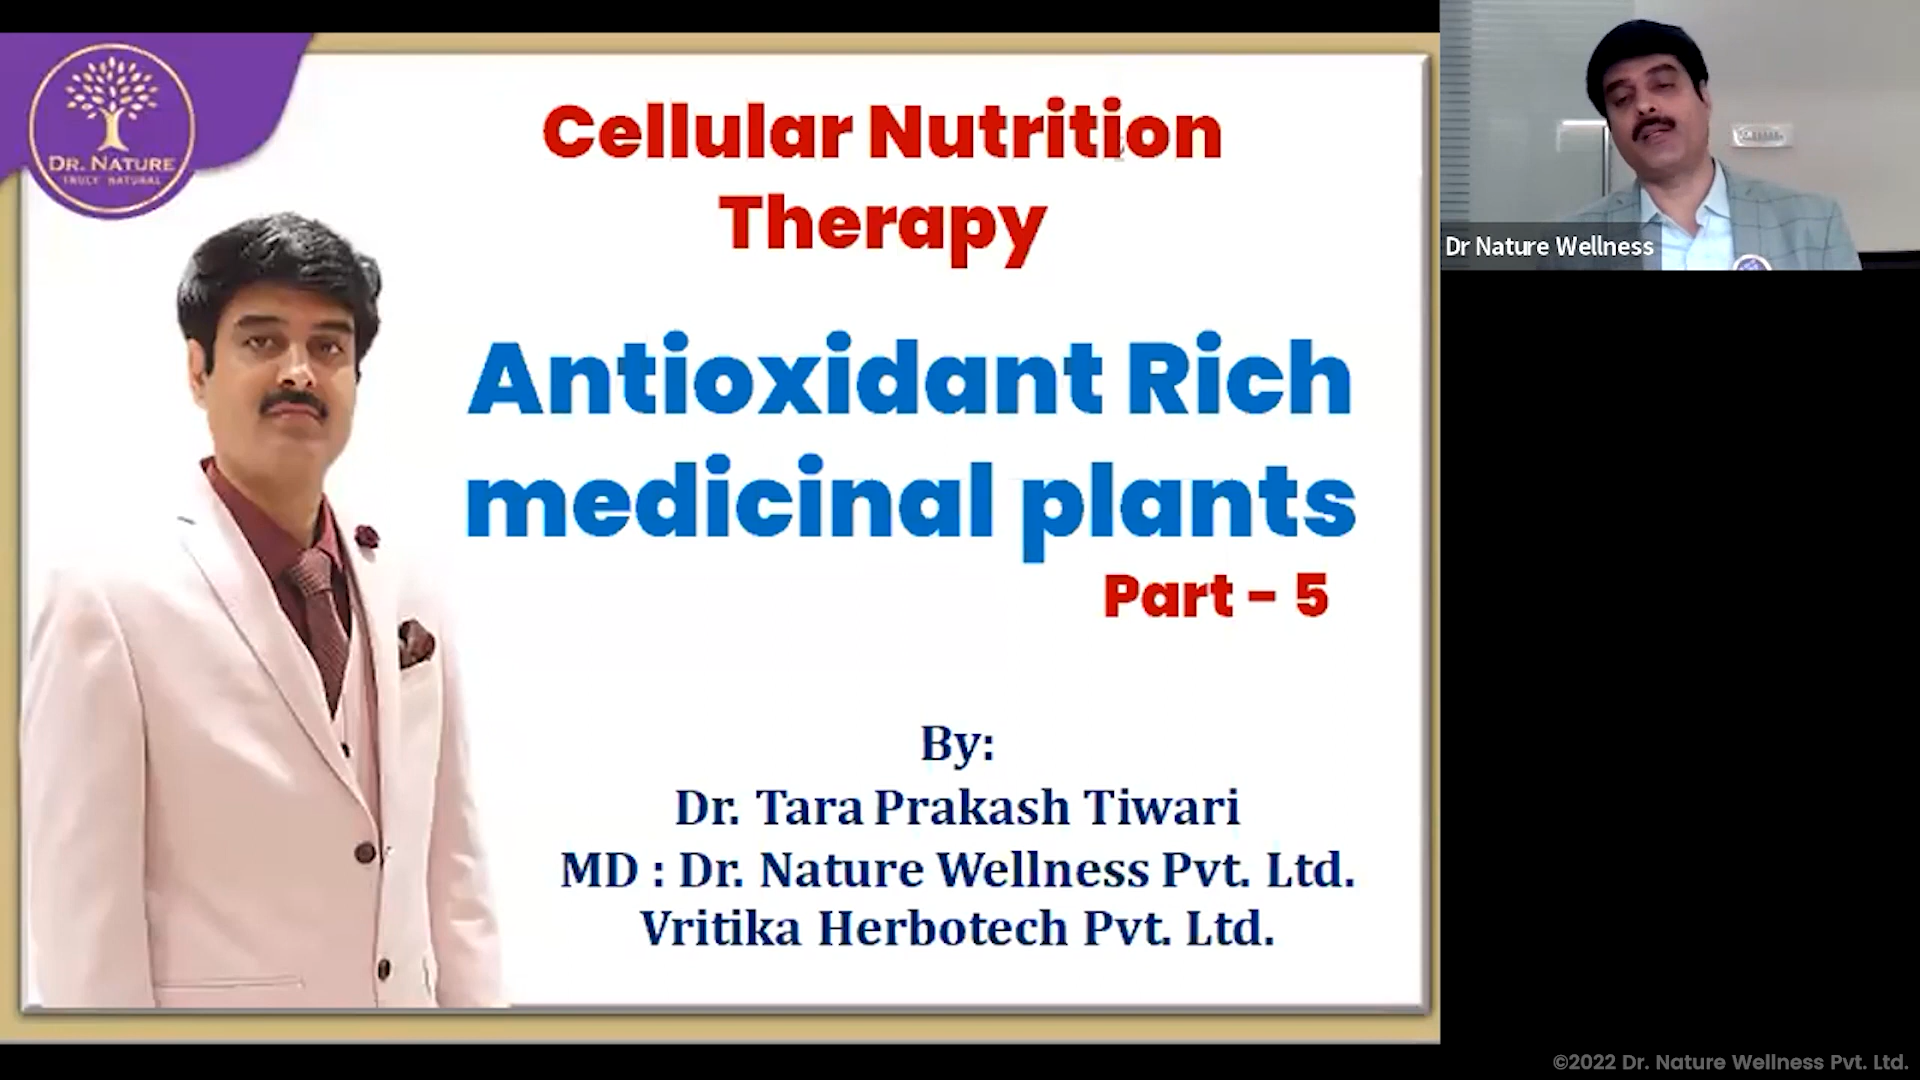 DR. NATURE
TRULY NATURAL
Cellular Nutrition
Therapy
Antioxidant Rich
medicinal plants
Part - 5
By:
Dr. Tara Prakash Tiwari
MD : Dr. Nature Wellness Pvt. Ltd.
Vritika Herbotech Pvt. Ltd.
Dr Nature Wellness
©2022 Dr. Nature Wellness Pvt. Ltd.